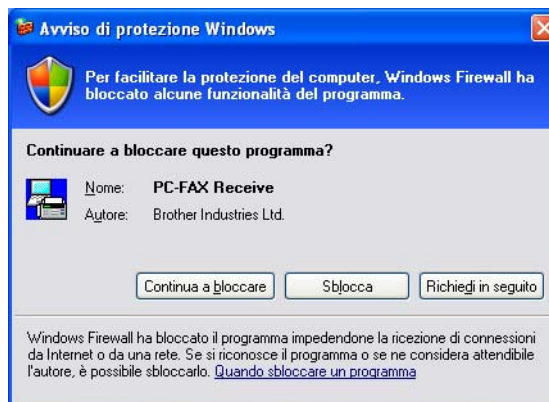 Avviso di protezione Windows
Per facilitare la protezione del computer, Windows Firewall ha
bloccato alcune funzionalità del programma.
Continuare a bloccare questo programma?
Nome: PC-FAX Receive
Autore: Brother Industries Ltd.
Continua a bloccare Sblocca Richiedi in seguito
Windows Firewall ha bloccato il programma impedendone la ricezione di connessioni
da Internet o da una rete. Se si riconosce il programma o se ne considera attendibile
l'autore, è possibile sbloccarlo. Quando sbloccare un programma